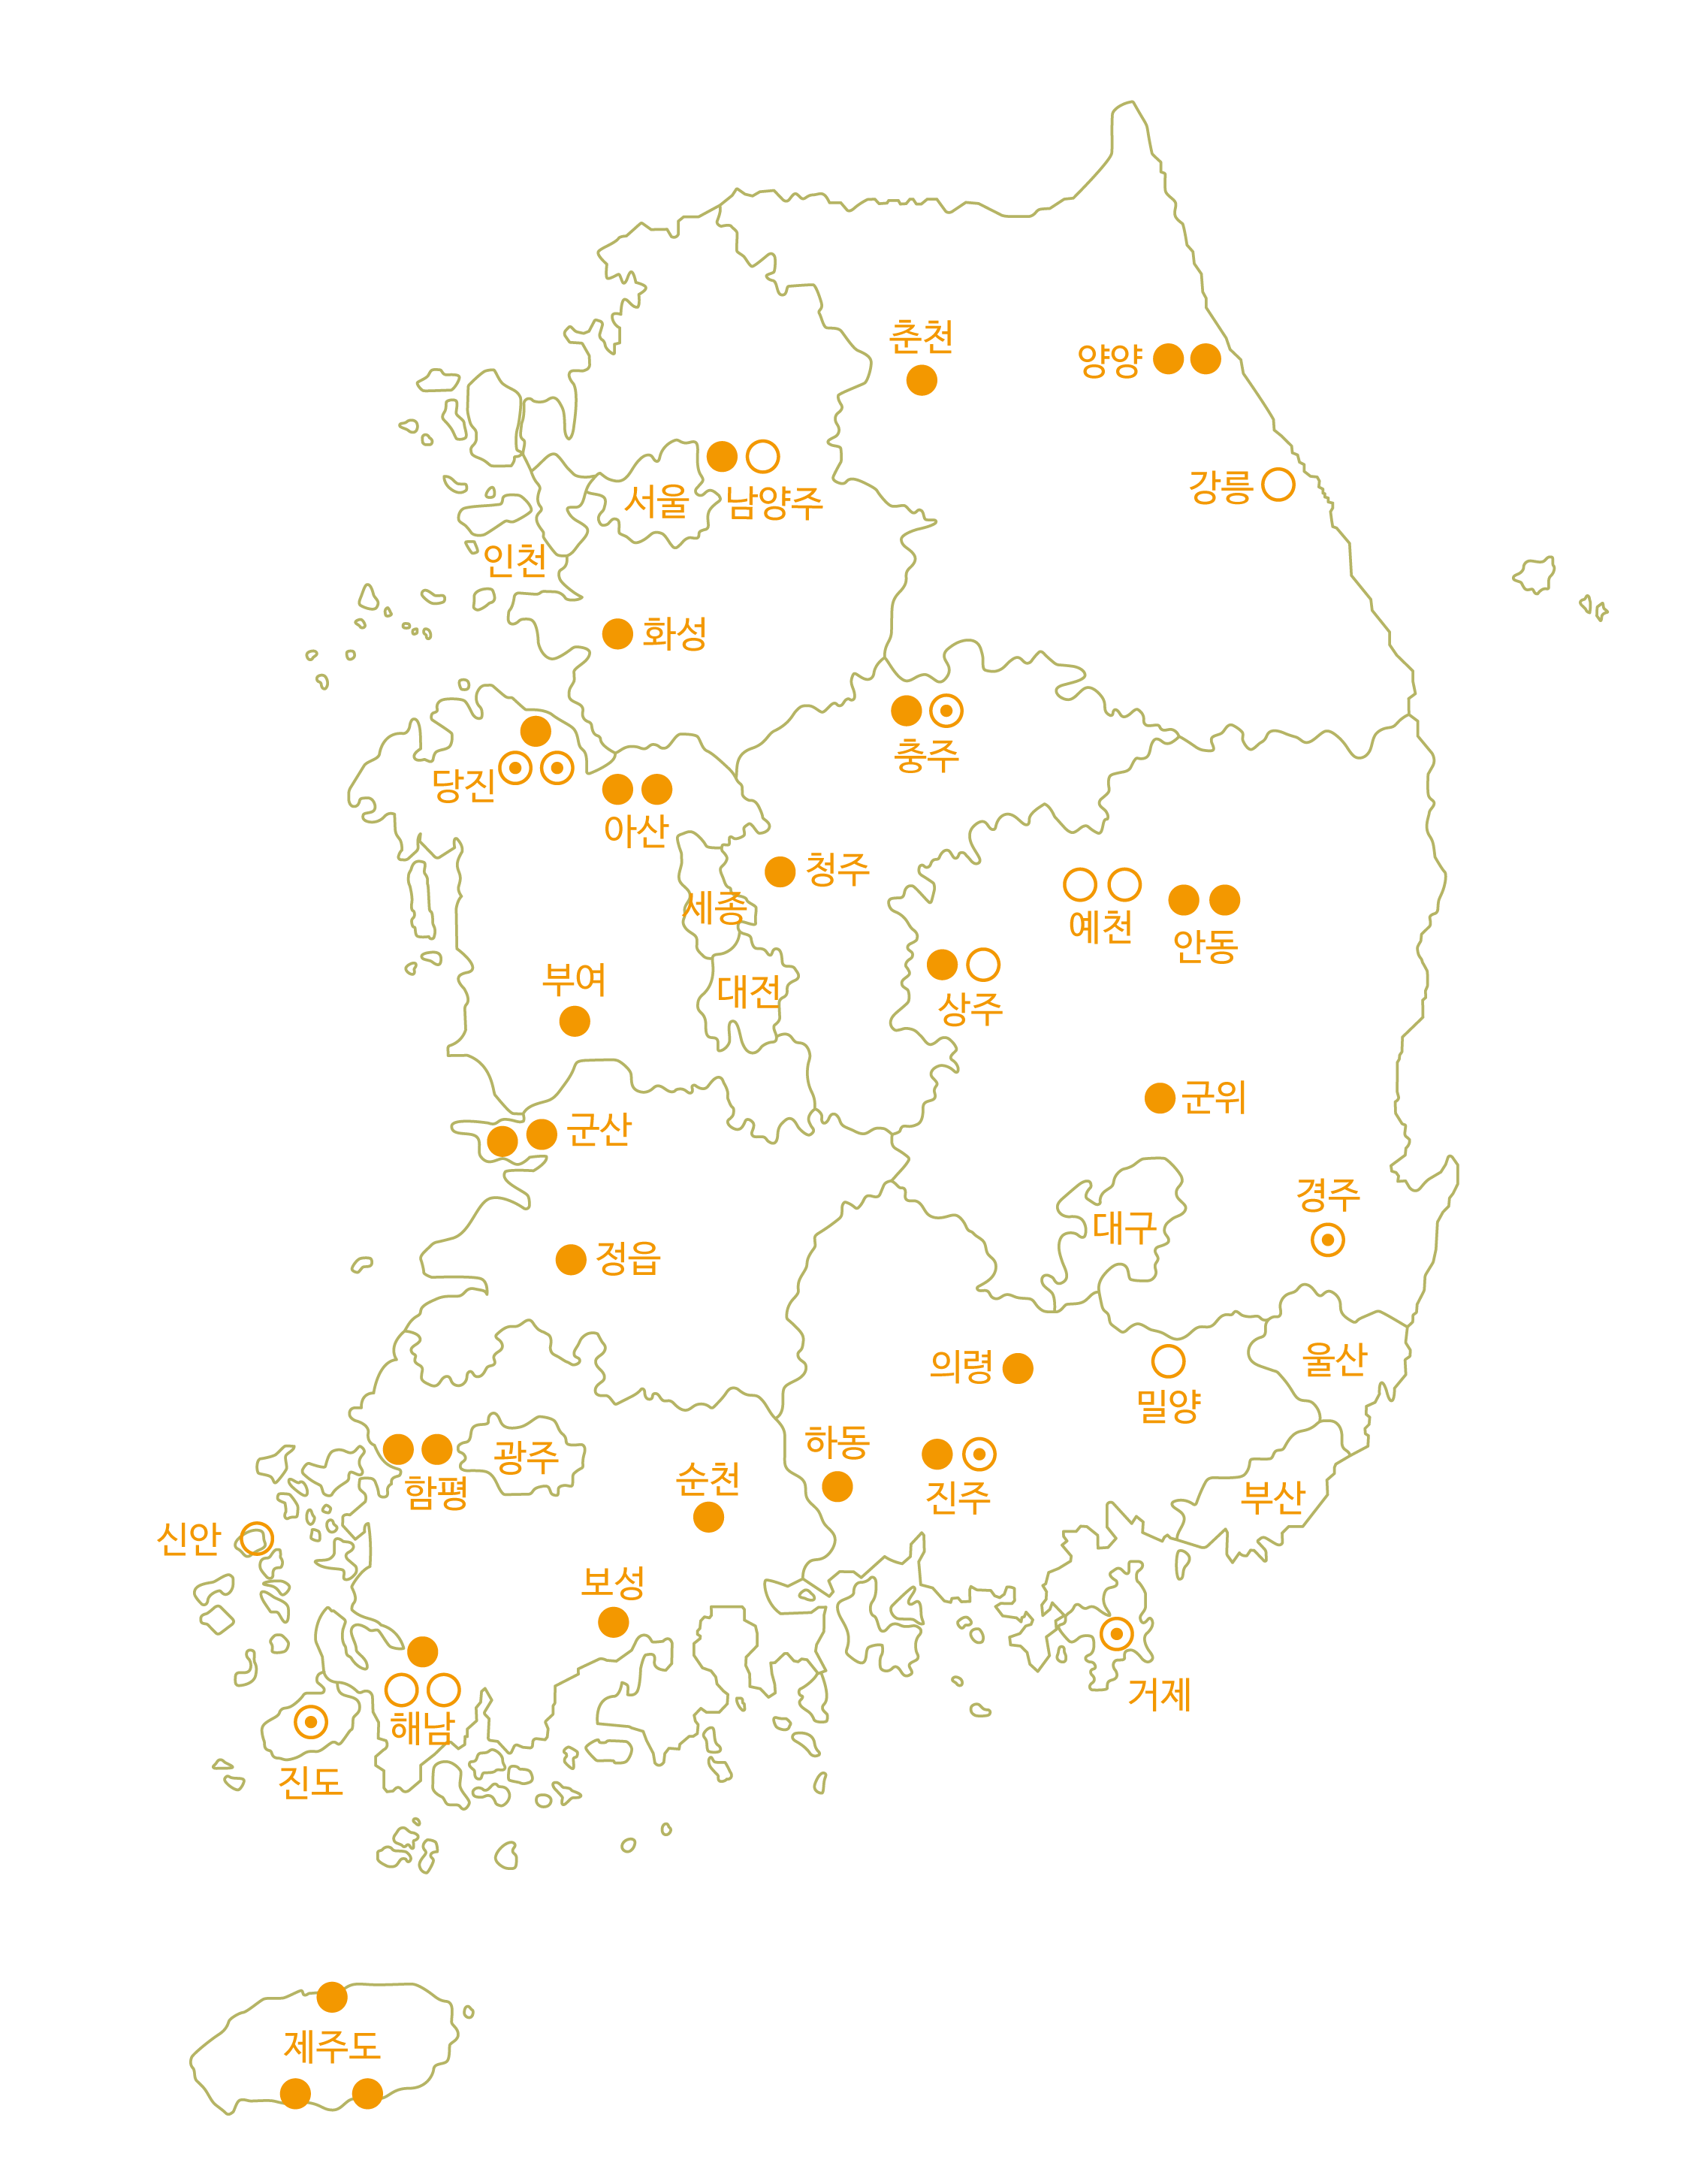 춘천
양양
강릉
서울
남양주
인천
화성
충주
당진
아산
청주
세종
예천
안동
부여
대전
상주
군위
군산
경주
대구
정읍
울산
의령
밀양
하동
광주
순천
진주
함평
부산
신안
보성
거제
해남
진도
제주도